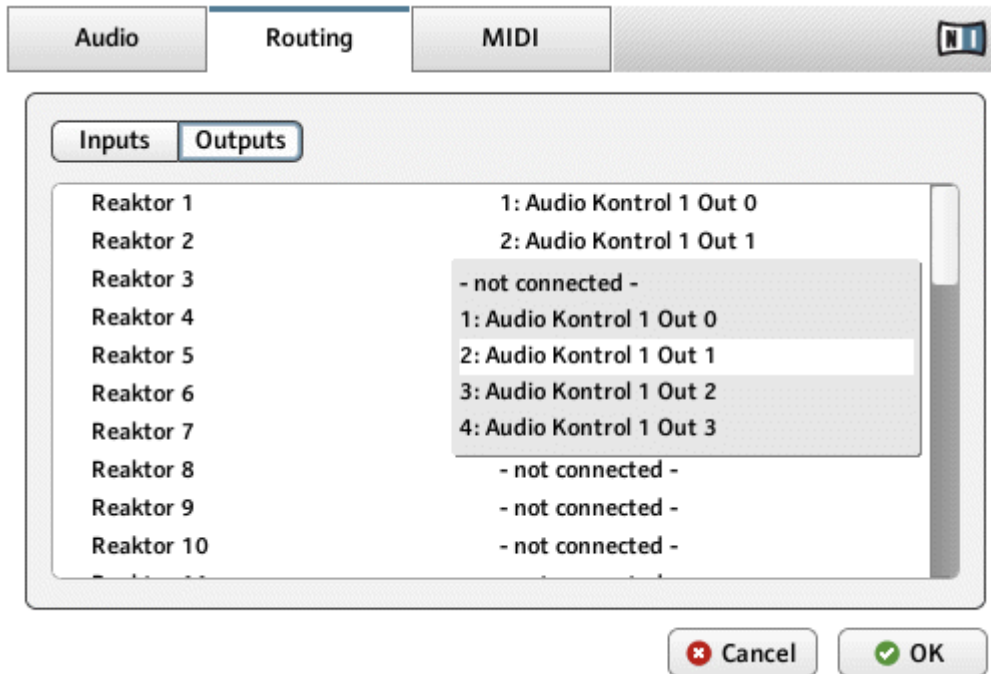 Audio Routing MIDI NI
Inputs Outputs
Reaktor 1 1: Audio Kontrol 1 Out 0
Reaktor 2 2: Audio Kontrol 1 Out 1
Reaktor 3 - not connected -
Reaktor 4 1: Audio Kontrol 1 Out 0
Reaktor 5 2: Audio Kontrol 1 Out 1
Reaktor 6 3: Audio Kontrol 1 Out 2
Reaktor 7 4: Audio Kontrol 1 Out 3
Reaktor 8 - not connected -
Reaktor 9 - not connected -
Reaktor 10 - not connected -
Cancel OK